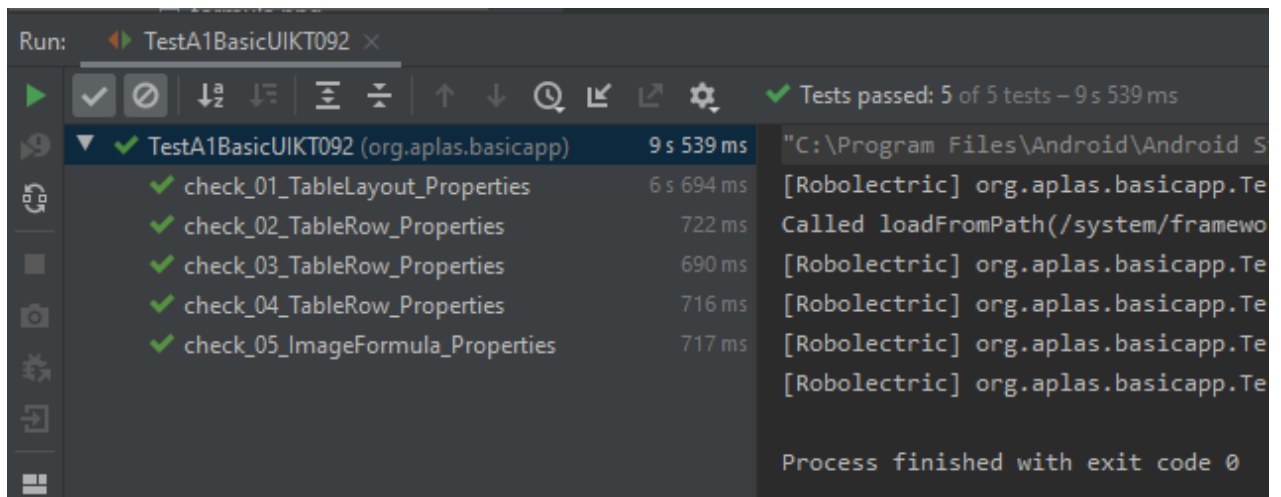 Run: TestA1BasicUIKT092
Tests passed: 5 of 5 tests – 9 s 539 ms
TestA1BasicUIKT092 (org.aplas.basicapp) 9 s 539 ms
check_01_TableLayout_Properties 6 s 694 ms
check_02_TableRow_Properties 722 ms
check_03_TableRow_Properties 690 ms
check_04_TableRow_Properties 716 ms
check_05_ImageFormula_Properties 717 ms
"C:\Program Files\Android\Android S
[Robolectric] org.aplas.basicapp.Te
Called loadFromPath(/system/framewo
[Robolectric] org.aplas.basicapp.Te
[Robolectric] org.aplas.basicapp.Te
[Robolectric] org.aplas.basicapp.Te
[Robolectric] org.aplas.basicapp.Te
Process finished with exit code 0